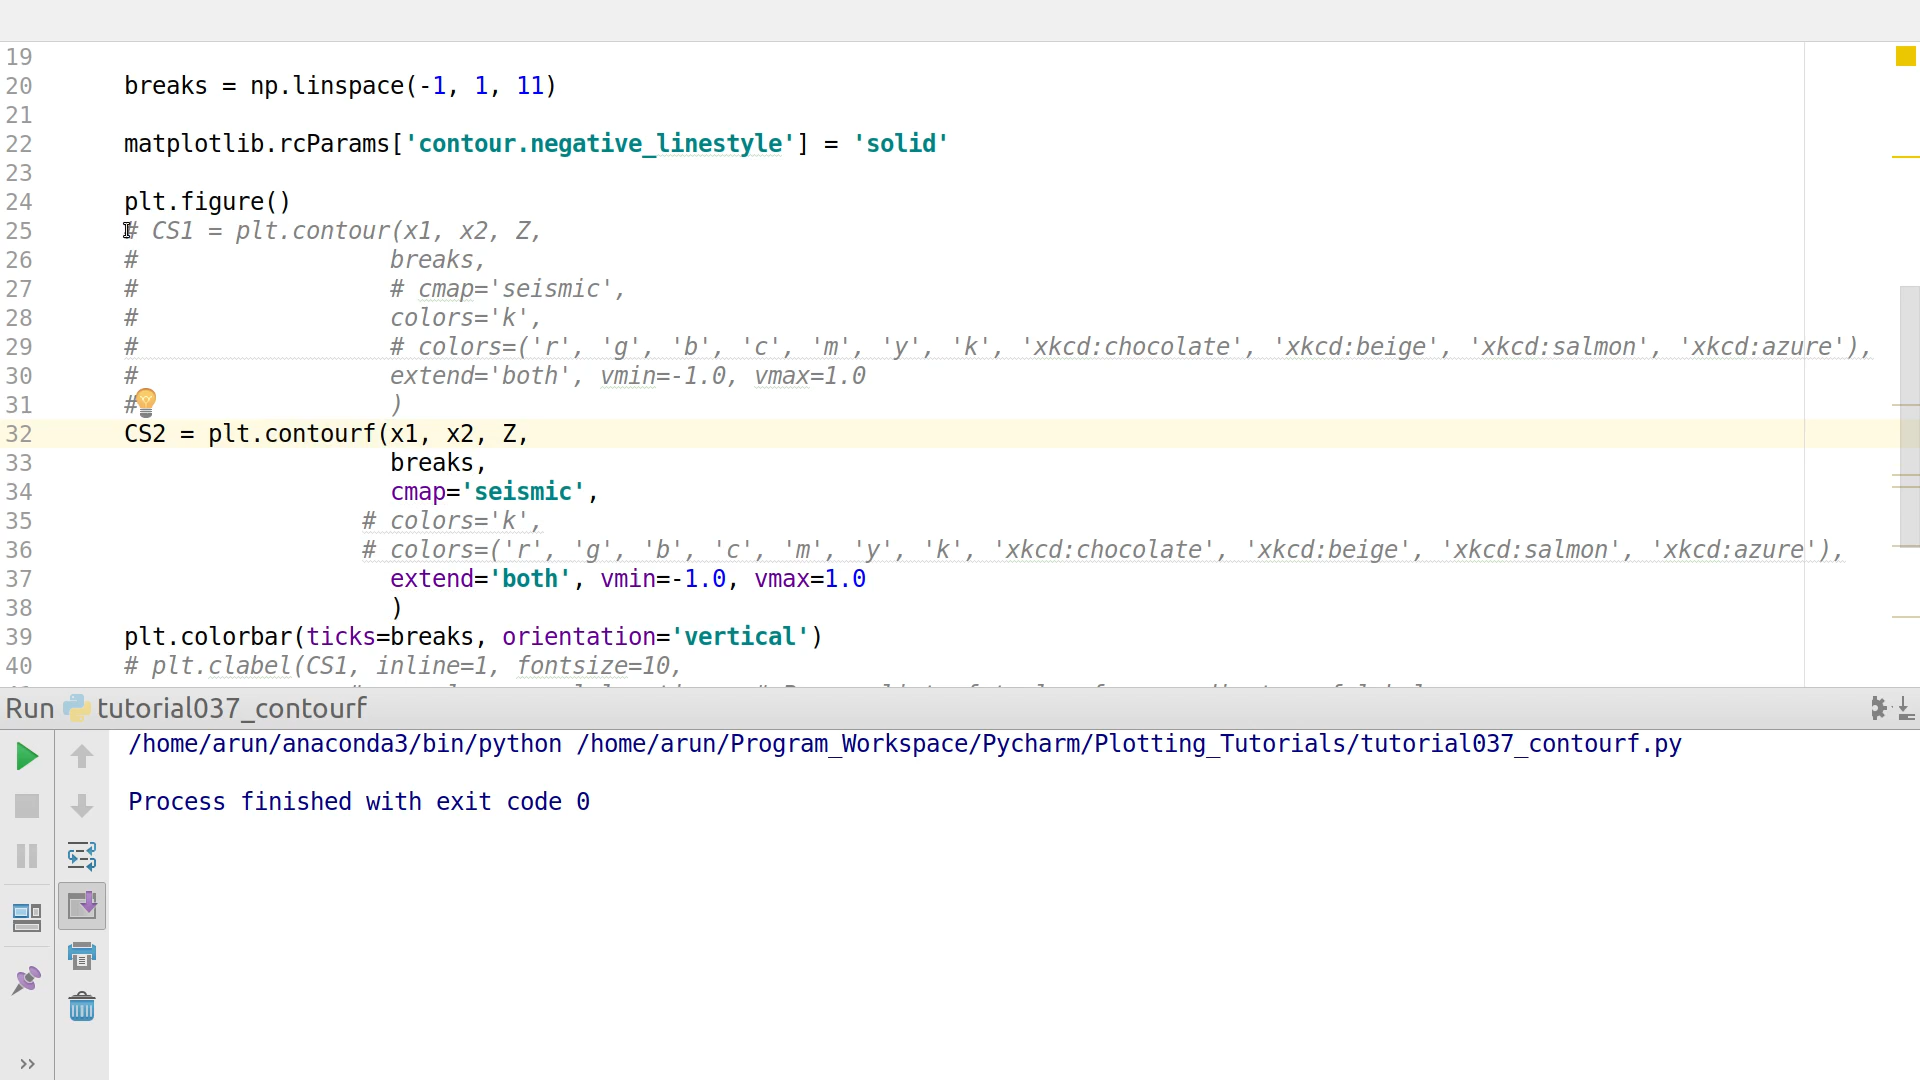 19
20 breaks = np.linspace(-1, 1, 11)
21
22 matplotlib.rcParams['contour.negative_linestyle'] = 'solid'
23
24 plt.figure()
25 # CS1 = plt.contour(x1, x2, Z,
26 # breaks,
27 # # cmap='seismic',
28 # colors='k',
29 # # colors=('r', 'g', 'b', 'c', 'm', 'y', 'k', 'xkcd:chocolate', 'xkcd:beige', 'xkcd:salmon', 'xkcd:azure'),
30 # extend='both', vmin=-1.0, vmax=1.0
31 # )
32 CS2 = plt.contourf(x1, x2, Z,
33 breaks,
34 cmap='seismic',
35 # colors='k',
36 # colors=('r', 'g', 'b', 'c', 'm', 'y', 'k', 'xkcd:chocolate', 'xkcd:beige', 'xkcd:salmon', 'xkcd:azure'),
37 extend='both', vmin=-1.0, vmax=1.0
38 )
39 plt.colorbar(ticks=breaks, orientation='vertical')
40 # plt.clabel(CS1, inline=1, fontsize=10,
Run tutorial037_contourf
/home/arun/anaconda3/bin/python /home/arun/Program_Workspace/Pycharm/Plotting_Tutorials/tutorial037_contourf.py
Process finished with exit code 0